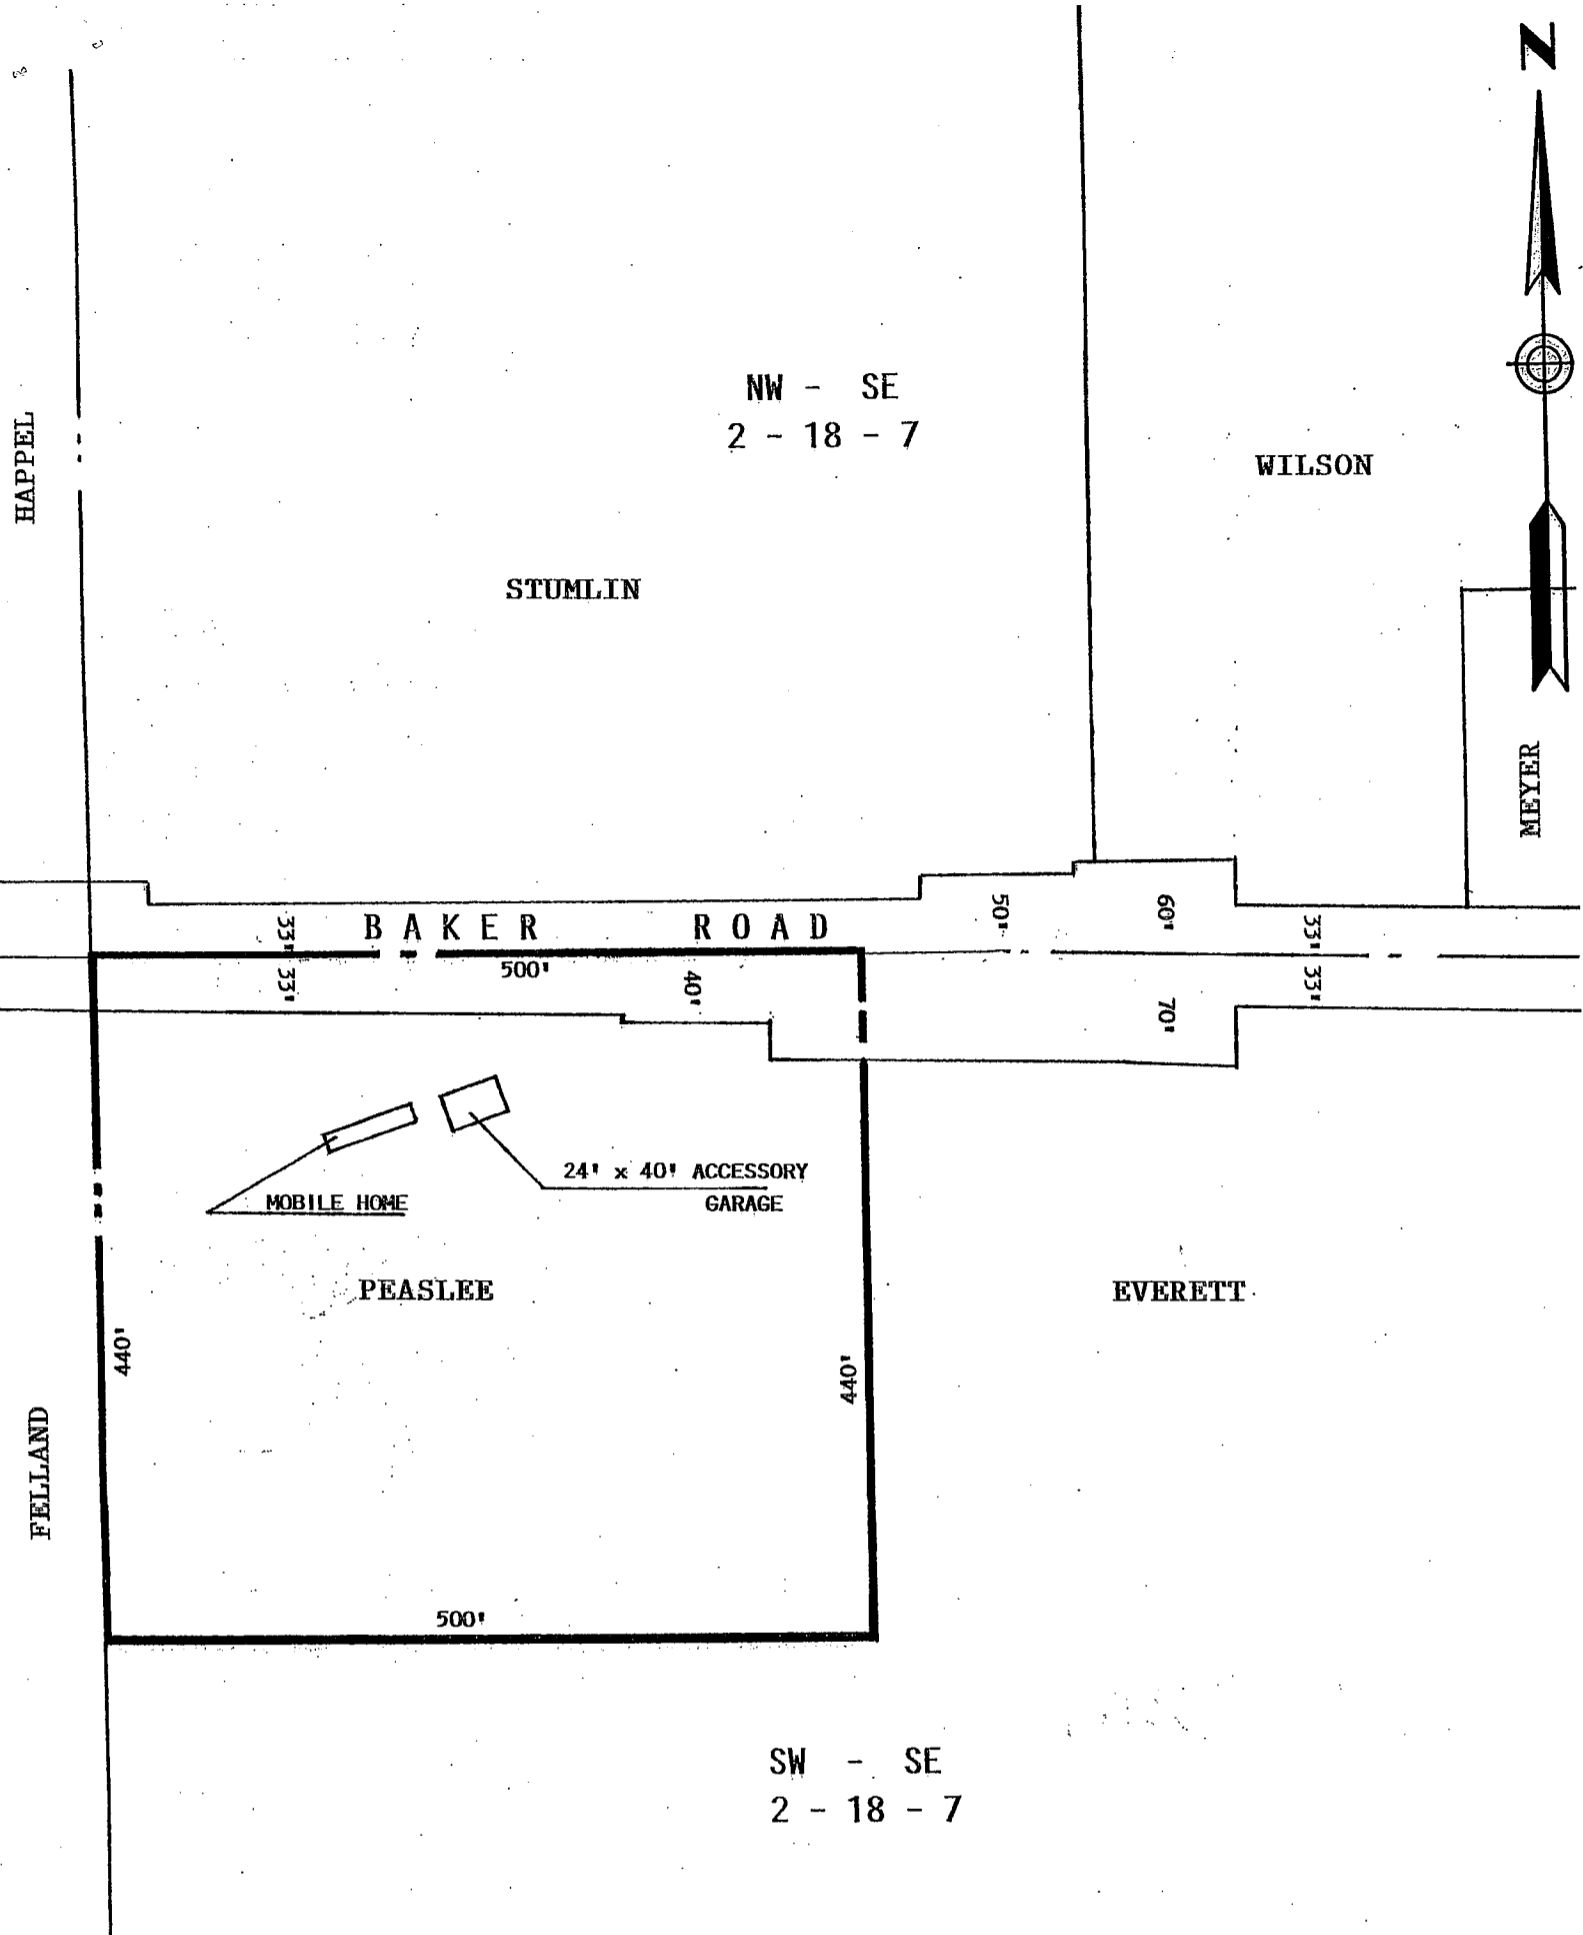 N
NW - SE
2 - 18 - 7
HAPPEL
WILSON
STUMLIN
MEYER
BAKER ROAD
33'
50'
60'
33'
500'
33'
40'
33'
70'
24' x 40' ACCESSORY
GARAGE
MOBILE HOME
PEASLEE
EVERETT
440'
440'
FELLAND
500'
SW - SE
2 - 18 - 7